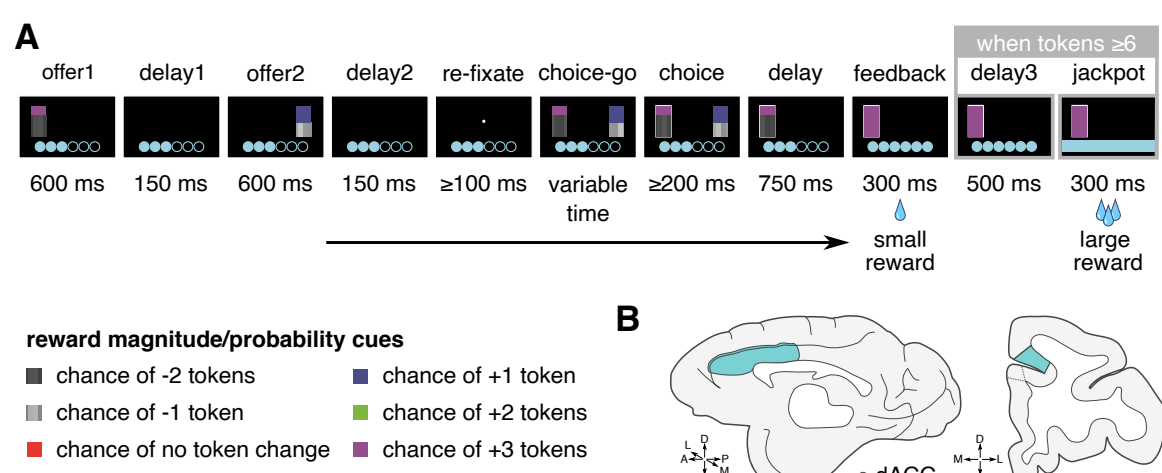 A
when tokens ≥6
offer1 delay1 offer2 delay2 re-fixate choice-go choice delay feedback delay3 jackpot
600 ms 150 ms 600 ms 150 ms ≥100 ms variable time ≥200 ms 750 ms 300 ms 500 ms 300 ms
small reward large reward
reward magnitude/probability cues
chance of -2 tokens chance of +1 token
chance of -1 token chance of +2 tokens
chance of no token change chance of +3 tokens
B
L D
A P
M
D
M L
dACC